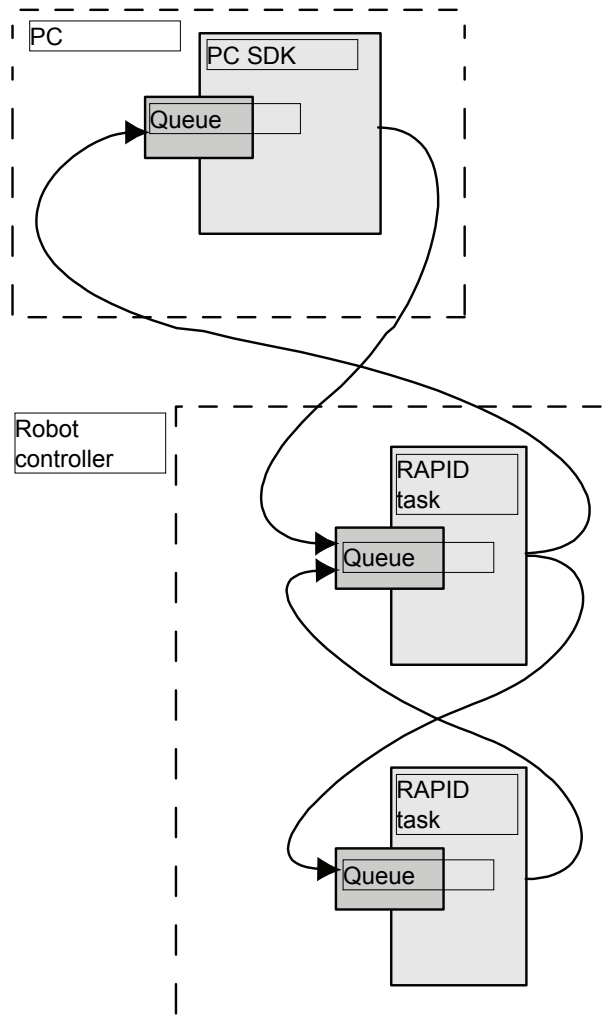 PC
PC SDK
Queue
Robot
controller
RAPID
task
Queue
RAPID
task
Queue